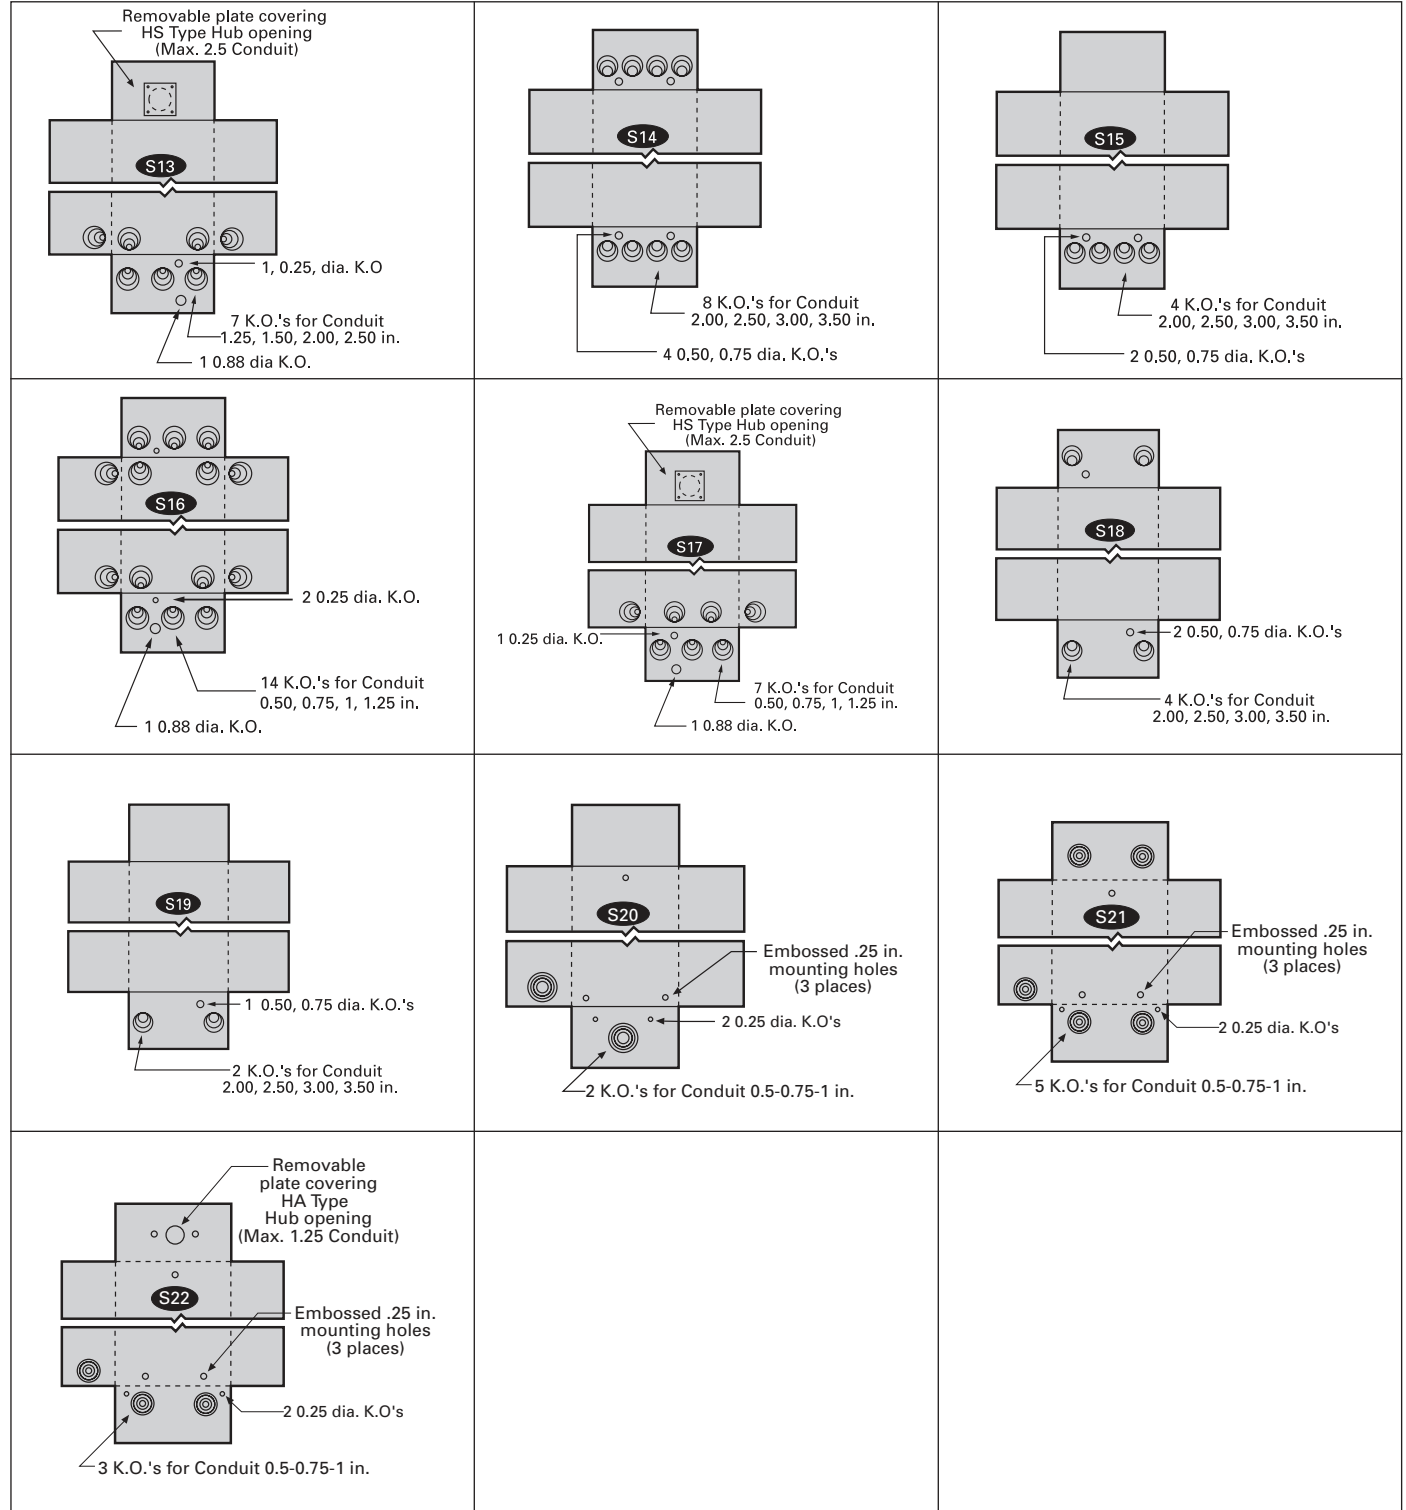 Removable plate covering
HS Type Hub opening
(Max. 2.5 Conduit)
S13
1, 0.25, dia. K.O
7 K.O.'s for Conduit
1.25, 1.50, 2.00, 2.50 in.
1 0.88 dia K.O.
S14
8 K.O.'s for Conduit
2.00, 2.50, 3.00, 3.50 in.
4 0.50, 0.75 dia. K.O.'s
S15
4 K.O.'s for Conduit
2.00, 2.50, 3.00, 3.50 in.
2 0.50, 0.75 dia. K.O.'s
S16
2 0.25 dia. K.O.
14 K.O.'s for Conduit
0.50, 0.75, 1, 1.25 in.
1 0.88 dia. K.O.
Removable plate covering
HS Type Hub opening
(Max. 2.5 Conduit)
S17
1 0.25 dia. K.O.
7 K.O.'s for Conduit
0.50, 0.75, 1, 1.25 in.
1 0.88 dia. K.O.
S18
2 0.50, 0.75 dia. K.O.'s
4 K.O.'s for Conduit
2.00, 2.50, 3.00, 3.50 in.
S19
1 0.50, 0.75 dia. K.O.'s
2 K.O.'s for Conduit
2.00, 2.50, 3.00, 3.50 in.
S20
Embossed .25 in.
mounting holes
(3 places)
2 0.25 dia. K.O's
2 K.O.'s for Conduit 0.5-0.75-1 in.
S21
Embossed .25 in.
mounting holes
(3 places)
2 0.25 dia. K.O's
5 K.O.'s for Conduit 0.5-0.75-1 in.
Removable
plate covering
HA Type
Hub opening
(Max. 1.25 Conduit)
S22
Embossed .25 in.
mounting holes
(3 places)
2 0.25 dia. K.O's
3 K.O.'s for Conduit 0.5-0.75-1 in.